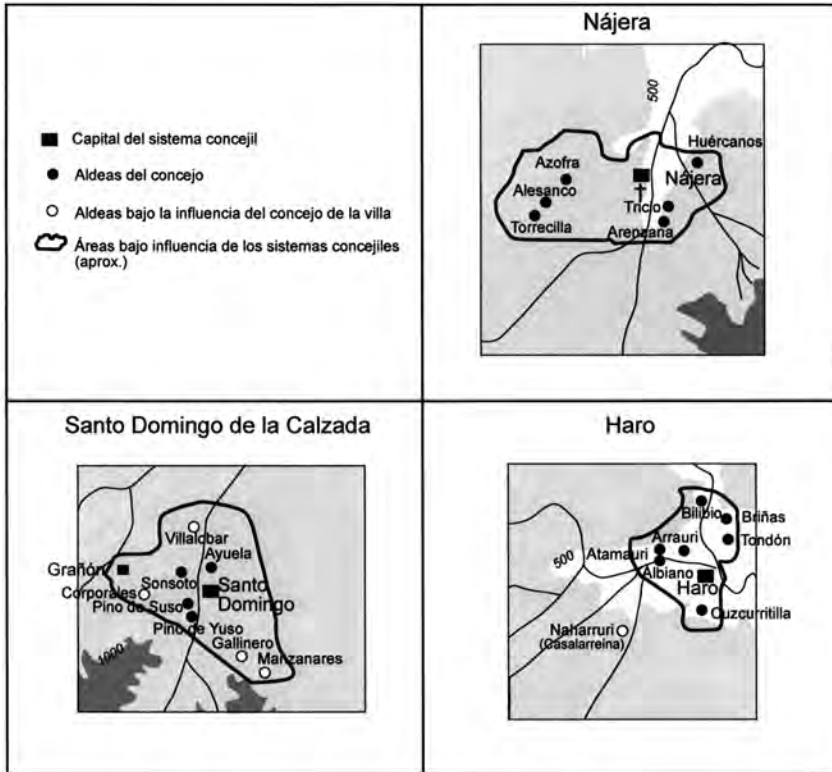 Capital del sistema concejil
Aldeas del concejo
Aldeas bajo la influencia del concejo de la villa
Áreas bajo influencia de los sistemas concejiles
(aprox.)
Nájera
500
Huércanos
Azofra
Nájera
Alesanco
Tricio
Torrecilla
Arenzana
Santo Domingo de la Calzada
Villalobar
Ayuela
Grañón
Sonsoto
Santo
Domingo
Corporales
Pino de Suso
Pino de Yuso
Gallinero
Manzanares
1000
Haro
Bilibio
Briñas
Arrauri
Tondón
500
Atamauri
Albiano
Haro
Cuzcurritilla
Naharruri
(Casalarreina)